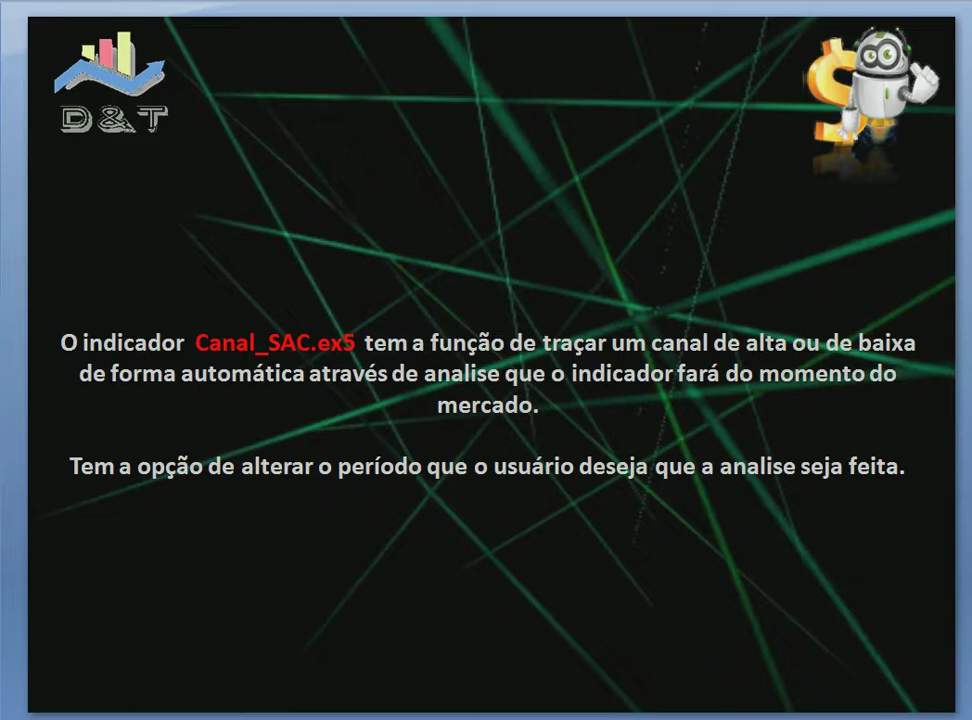 D&T
O indicador Canal_SAC.ex5 tem a função de traçar um canal de alta ou de baixa
de forma automática através de analise que o indicador fará do momento do
mercado.
Tem a opção de alterar o período que o usuário deseja que a analise seja feita.